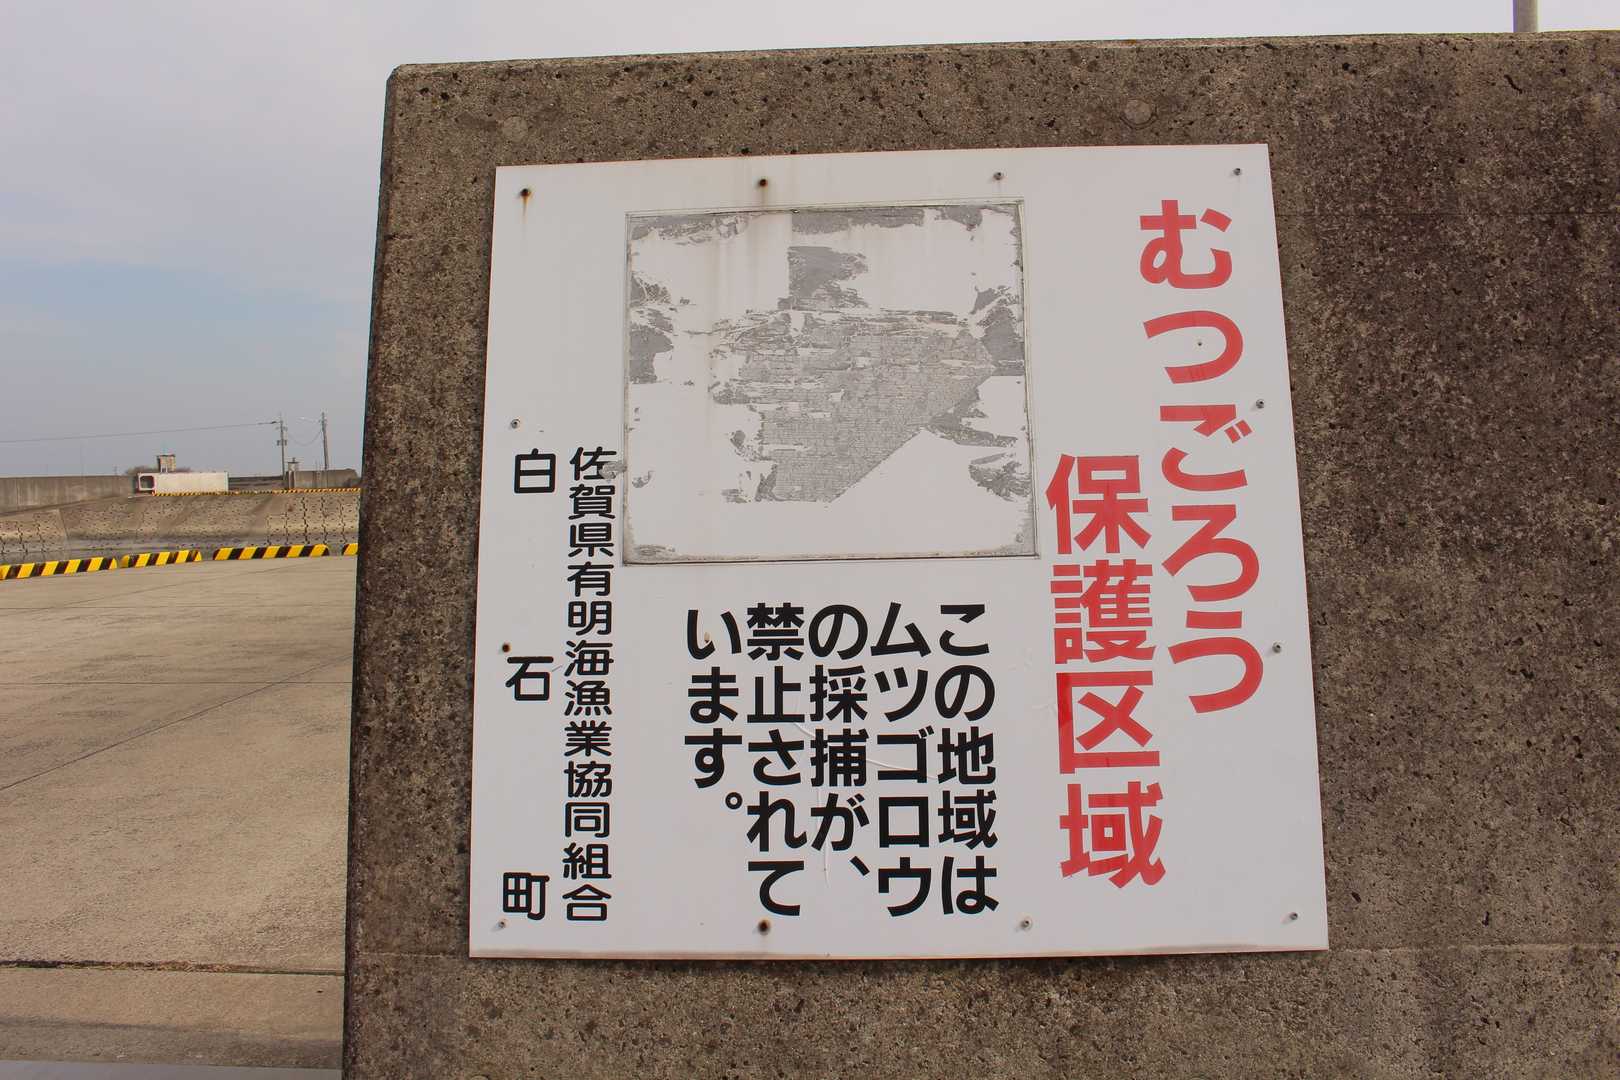 むつごろう
保護区域
この地域は
ムツゴロウ
の採捕が、
禁止されて
います。
佐賀県有明海漁業協同組合
白石町